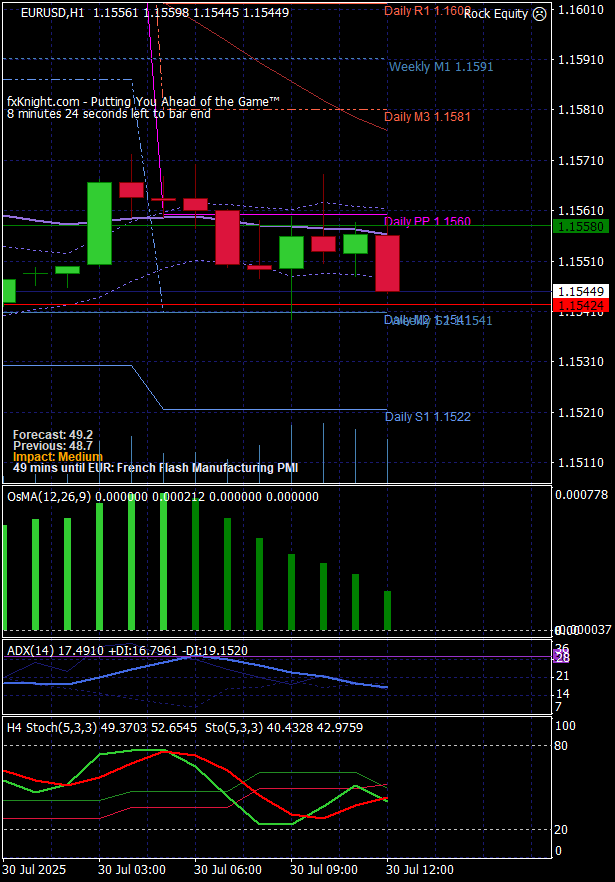 EURUSD,H1 1.15561 1.15598 1.15445 1.15449
Daily R1 1.1602
Rock Equity
1.16010
Weekly M1 1.1591
1.15910
fxKnight.com - Putting You Ahead of the Game™
8 minutes 24 seconds left to bar end
1.15810
Daily M3 1.1581
1.15710
1.15610
Daily PP 1.1560
1.15580
1.15510
1.15449
1.15424
1.15410
Daily M2 1.1541
Weekly S2 1.1541
1.15310
Daily S1 1.1522
1.15210
Forecast: 49.2
Previous: 48.7
Impact: Medium
49 mins until EUR: French Flash Manufacturing PMI
1.15110
OsMA(12,26,9) 0.000000 0.000212 0.000000 0.000000
0.000778
ADX(14) 17.4910 +DI:16.7961 -DI:19.1520
28
21
14
7
H4 Stoch(5,3,3) 49.3703 52.6545 Sto(5,3,3) 40.4328 42.9759
100
80
20
0
30 Jul 2025
30 Jul 03:00
30 Jul 06:00
30 Jul 09:00
30 Jul 12:00